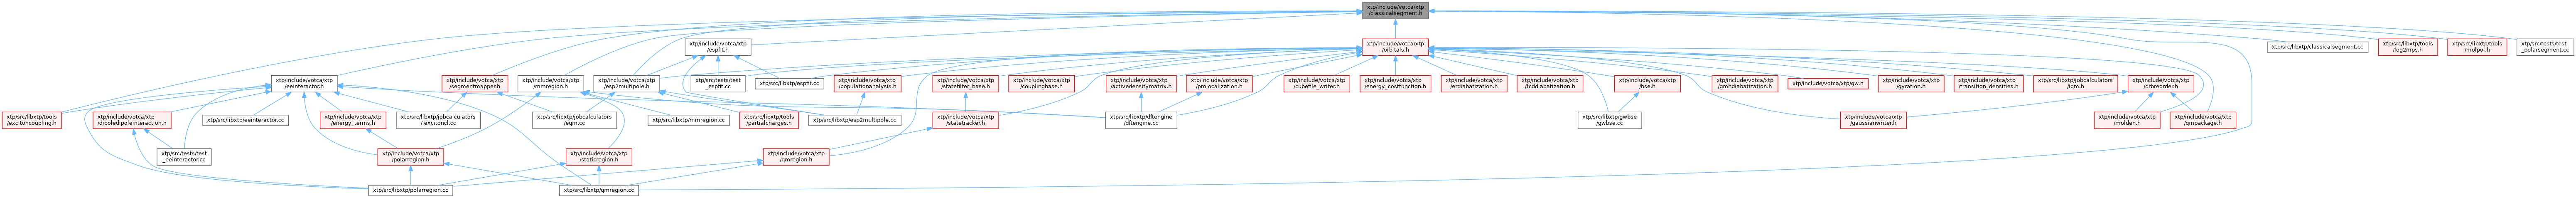 xtp/include/votca/xtp
/classicalsegment.h
xtp/include/votca/xtp
/espfit.h
xtp/include/votca/xtp
/orbitals.h
xtp/src/libxtp/classicalsegment.cc
xtp/src/libxtp/tools
/log2mps.h
xtp/src/libxtp/tools
/molpol.h
xtp/src/tests/test
_polarsegment.cc
xtp/include/votca/xtp
/eeinteractor.h
xtp/include/votca/xtp
/segmentmapper.h
xtp/include/votca/xtp
/mmregion.h
xtp/include/votca/xtp
/esp2multipole.h
xtp/src/tests/test
_espfit.cc
xtp/src/libxtp/espfit.cc
xtp/include/votca/xtp
/populationanalysis.h
xtp/include/votca/xtp
/statefilter_base.h
xtp/include/votca/xtp
/couplingbase.h
xtp/include/votca/xtp
/activedensitymatrix.h
xtp/include/votca/xtp
/pmlocalization.h
xtp/include/votca/xtp
/cubefile_writer.h
xtp/include/votca/xtp
/energy_costfunction.h
xtp/include/votca/xtp
/erdiabatization.h
xtp/include/votca/xtp
/fcddiabatization.h
xtp/include/votca/xtp
/bse.h
xtp/include/votca/xtp
/gmhdiabatization.h
xtp/include/votca/xtp/gw.h
xtp/include/votca/xtp
/gyration.h
xtp/include/votca/xtp
/transition_densities.h
xtp/src/libxtp/jobcalculators
/iqm.h
xtp/include/votca/xtp
/orbreorder.h
xtp/src/libxtp/tools
/excitoncoupling.h
xtp/include/votca/xtp
/dipoledipoleinteraction.h
xtp/src/libxtp/eeinteractor.cc
xtp/include/votca/xtp
/energy_terms.h
xtp/src/libxtp/jobcalculators
/iexcitoncl.cc
xtp/src/libxtp/jobcalculators
/eqm.cc
xtp/src/libxtp/mmregion.cc
xtp/src/libxtp/tools
/partialcharges.h
xtp/src/libxtp/esp2multipole.cc
xtp/include/votca/xtp
/statetracker.h
xtp/src/libxtp/dftengine
/dftengine.cc
xtp/src/libxtp/gwbse
/gwbse.cc
xtp/include/votca/xtp
/gaussianwriter.h
xtp/include/votca/xtp
/molden.h
xtp/include/votca/xtp
/qmpackage.h
xtp/src/tests/test
_eeinteractor.cc
xtp/include/votca/xtp
/polarregion.h
xtp/include/votca/xtp
/staticregion.h
xtp/include/votca/xtp
/qmregion.h
xtp/src/libxtp/polarregion.cc
xtp/src/libxtp/qmregion.cc